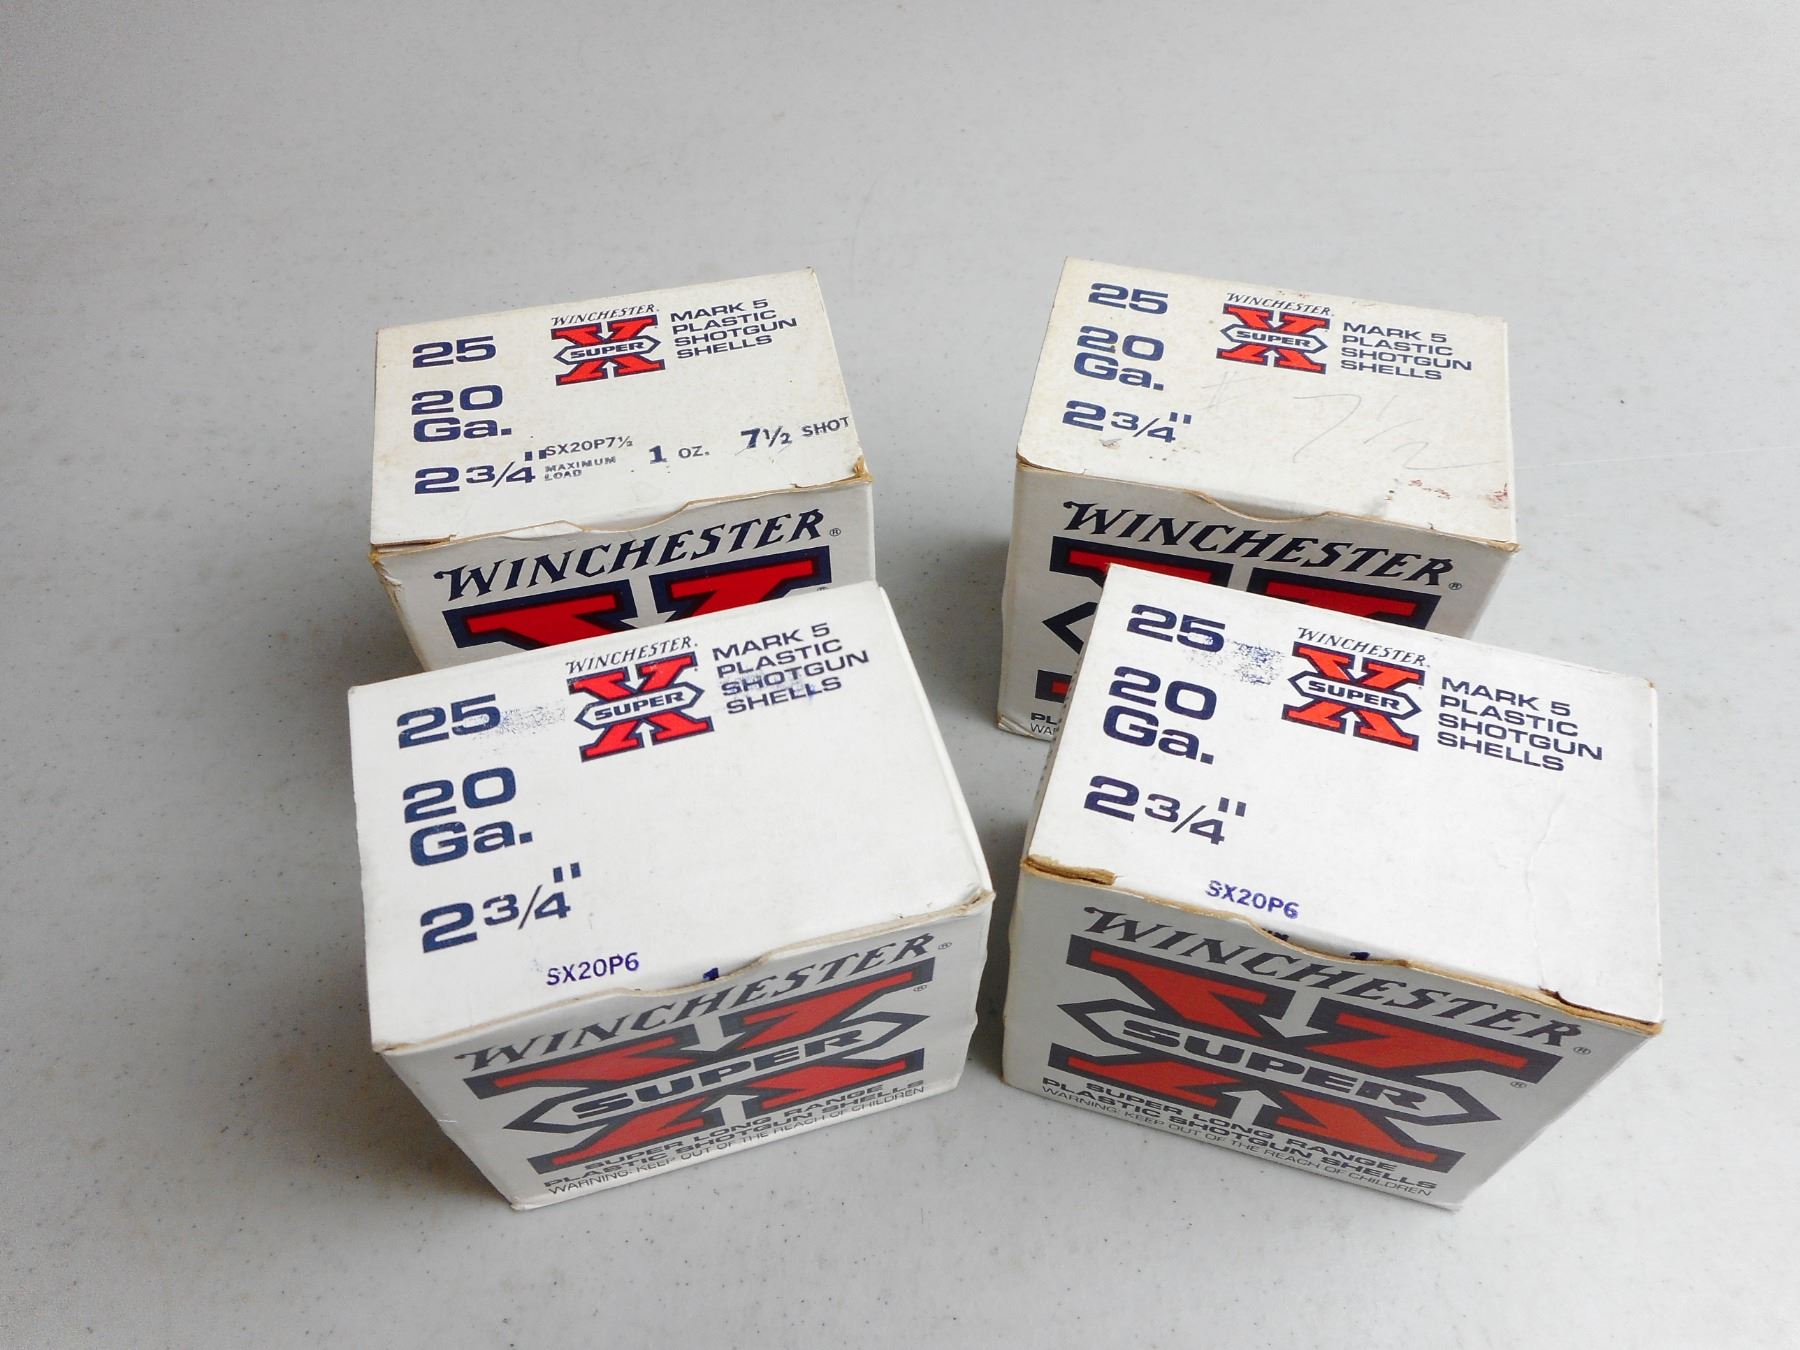 25
WINCHESTER
SUPER X
MARK 5
PLASTIC
SHOTGUN
SHELLS
20
Ga.
2 3/4"
SX20P7½
MAXIMUM
LOAD
1 OZ.
7½ SHOT
WINCHESTER®
25
WINCHESTER
SUPER X
MARK 5
PLASTIC
SHOTGUN
SHELLS
20
Ga.
2 3/4"
# 7 1/2
WINCHESTER®
25
WINCHESTER
SUPER X
MARK 5
PLASTIC
SHOTGUN
SHELLS
20
Ga.
2 3/4"
SX20P6
1
WINCHESTER®
SUPER X®
SUPER LONG RANGE
PLASTIC SHOTGUN SHELLS
WARNING: KEEP OUT OF THE REACH OF CHILDREN
25
WINCHESTER
SUPER X
MARK 5
PLASTIC
SHOTGUN
SHELLS
20
Ga.
2 3/4"
SX20P6
1
WINCHESTER®
SUPER X®
SUPER LONG RANGE
PLASTIC SHOTGUN SHELLS
WARNING: KEEP OUT OF THE REACH OF CHILDREN